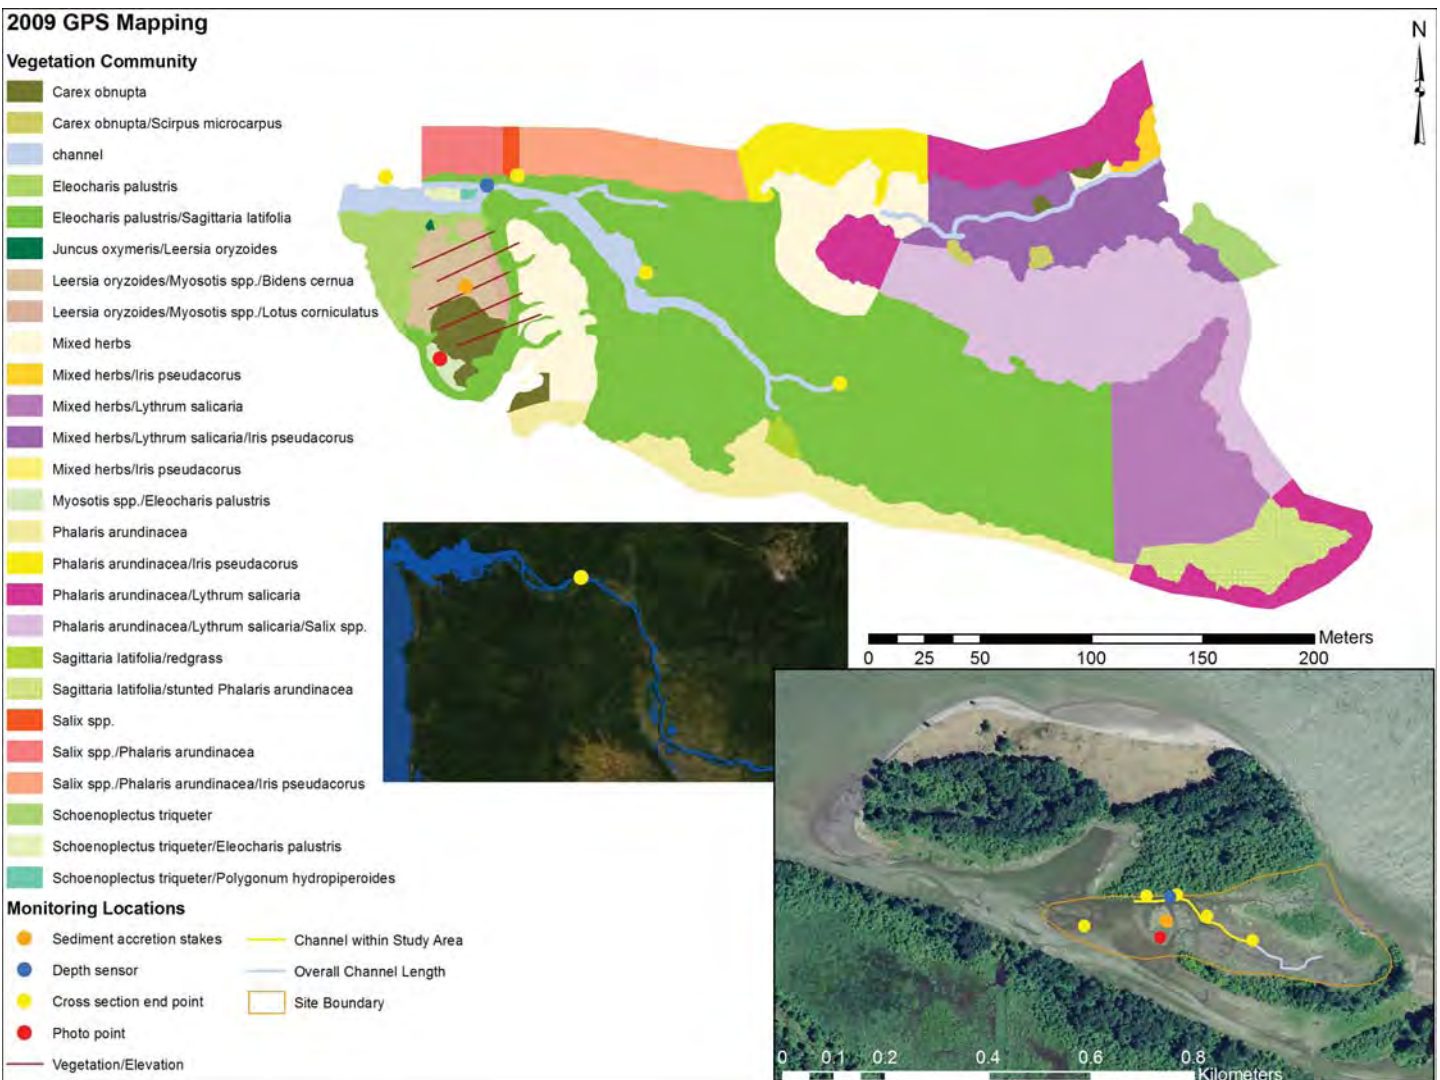 2009 GPS Mapping
N
Vegetation Community
Carex obnupta
Carex obnupta/Scirpus microcarpus
channel
Eleocharis palustris
Eleocharis palustris/Sagittaria latifolia
Juncus oxymeris/Leersia oryzoides
Leersia oryzoides/Myosotis spp./Bidens cernua
Leersia oryzoides/Myosotis spp./Lotus corniculatus
Mixed herbs
Mixed herbs/Iris pseudacorus
Mixed herbs/Lythrum salicaria
Mixed herbs/Lythrum salicaria/Iris pseudacorus
Mixed herbs/Iris pseudacorus
Myosotis spp./Eleocharis palustris
Phalaris arundinacea
Phalaris arundinacea/Iris pseudacorus
Phalaris arundinacea/Lythrum salicaria
Phalaris arundinacea/Lythrum salicaria/Salix spp.
Sagittaria latifolia/redgrass
Sagittaria latifolia/stunted Phalaris arundinacea
Salix spp.
Salix spp./Phalaris arundinacea
Salix spp./Phalaris arundinacea/Iris pseudacorus
Schoenoplectus triqueter
Schoenoplectus triqueter/Eleocharis palustris
Schoenoplectus triqueter/Polygonum hydropiperoides
Monitoring Locations
Sediment accretion stakes
Depth sensor
Cross section end point
Photo point
Vegetation/Elevation
Channel within Study Area
Overall Channel Length
Site Boundary
Meters
0 25 50 100 150 200
0 0.1 0.2 0.4 0.6 0.8
Kilometers